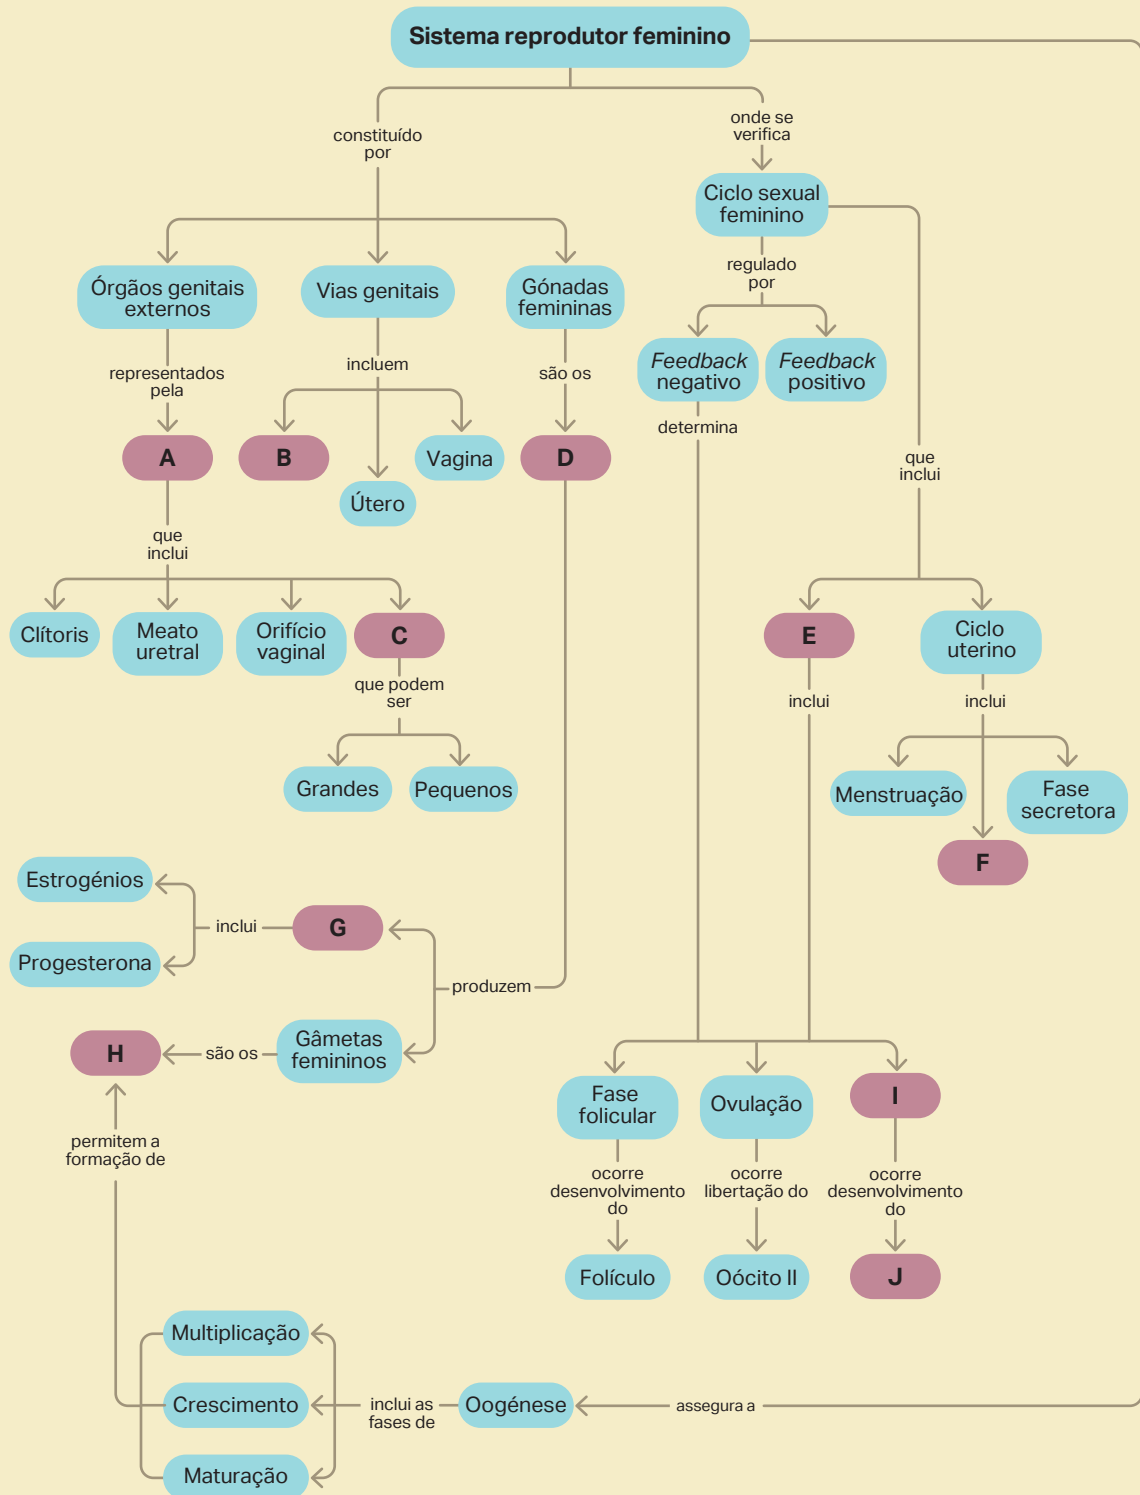 Sistema reprodutor feminino
constituído
por
onde se
verifica
Ciclo sexual
feminino
Órgãos genitais
externos
Vias genitais
Gónadas
femininas
regulado
por
representados
pela
incluem
são os
Feedback
negativo
Feedback
positivo
determina
A
B
Útero
Vagina
D
que
inclui
que
inclui
Clítoris
Meato
uretral
Orifício
vaginal
C
E
Ciclo
uterino
que podem
ser
inclui
inclui
Grandes
Pequenos
Menstruação
Fase
secretora
F
Estrogénios
inclui
G
Progesterona
produzem
H
são os
Gâmetas
femininos
Fase
folicular
Ovulação
I
permitem a
formação de
ocorre
desenvolvimento
do
ocorre
libertação do
ocorre
desenvolvimento
do
Folículo
Oócito II
J
Multiplicação
Crescimento
inclui as
fases de
Oogénese
assegura a
Maturação